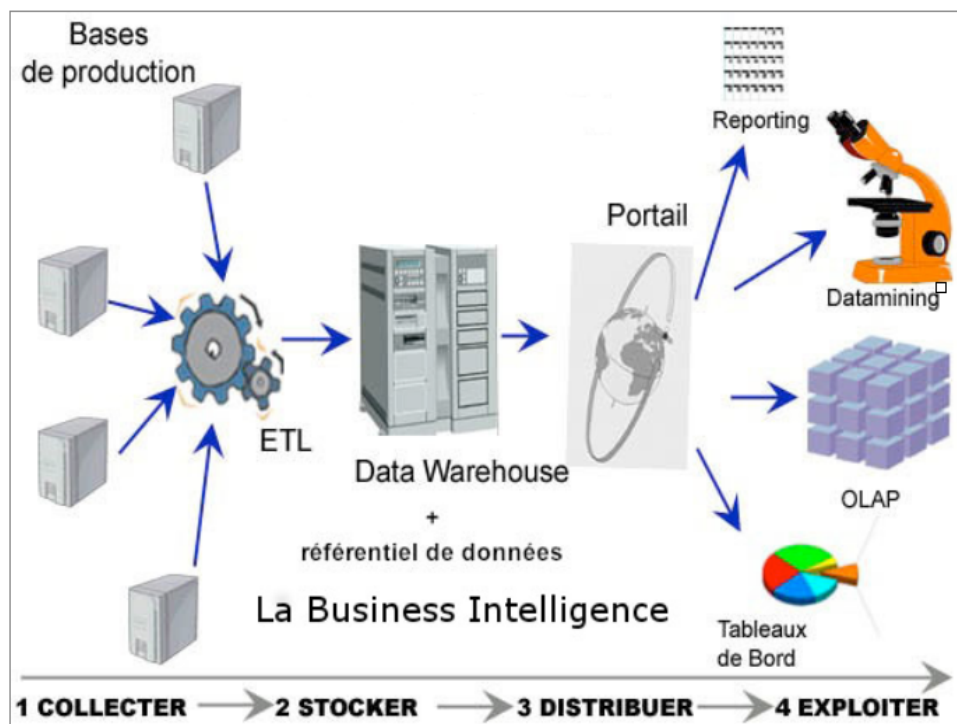 Bases
de production
Reporting
Portail
Datamining
ETL
Data Warehouse
+
référentiel de données
OLAP
La Business Intelligence
Tableaux
de Bord
1 COLLECTER
2 STOCKER
3 DISTRIBUER
4 EXPLOITER